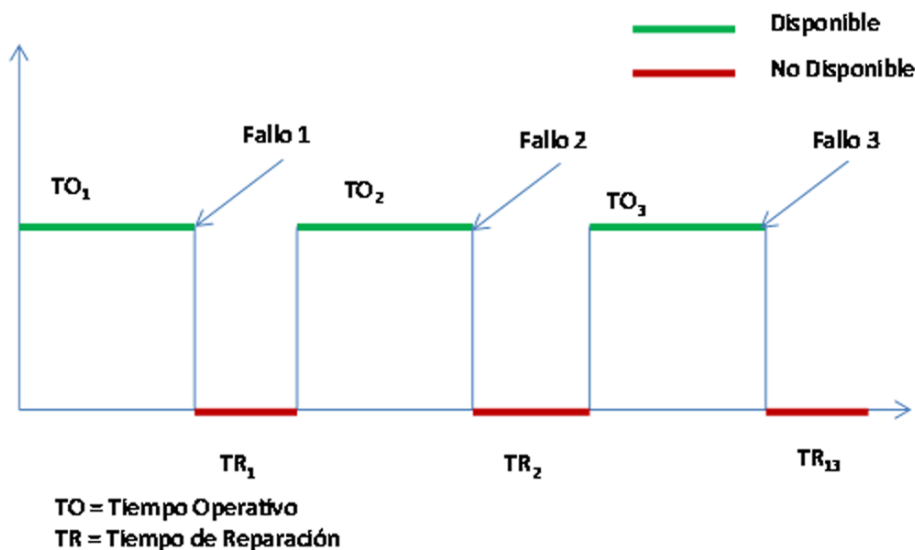 Disponible
No Disponible
Fallo 1
Fallo 2
Fallo 3
TO₁
TO₂
TO₃
TR₁
TR₂
TR₁₃
TO = Tiempo Operativo
TR = Tiempo de Reparación